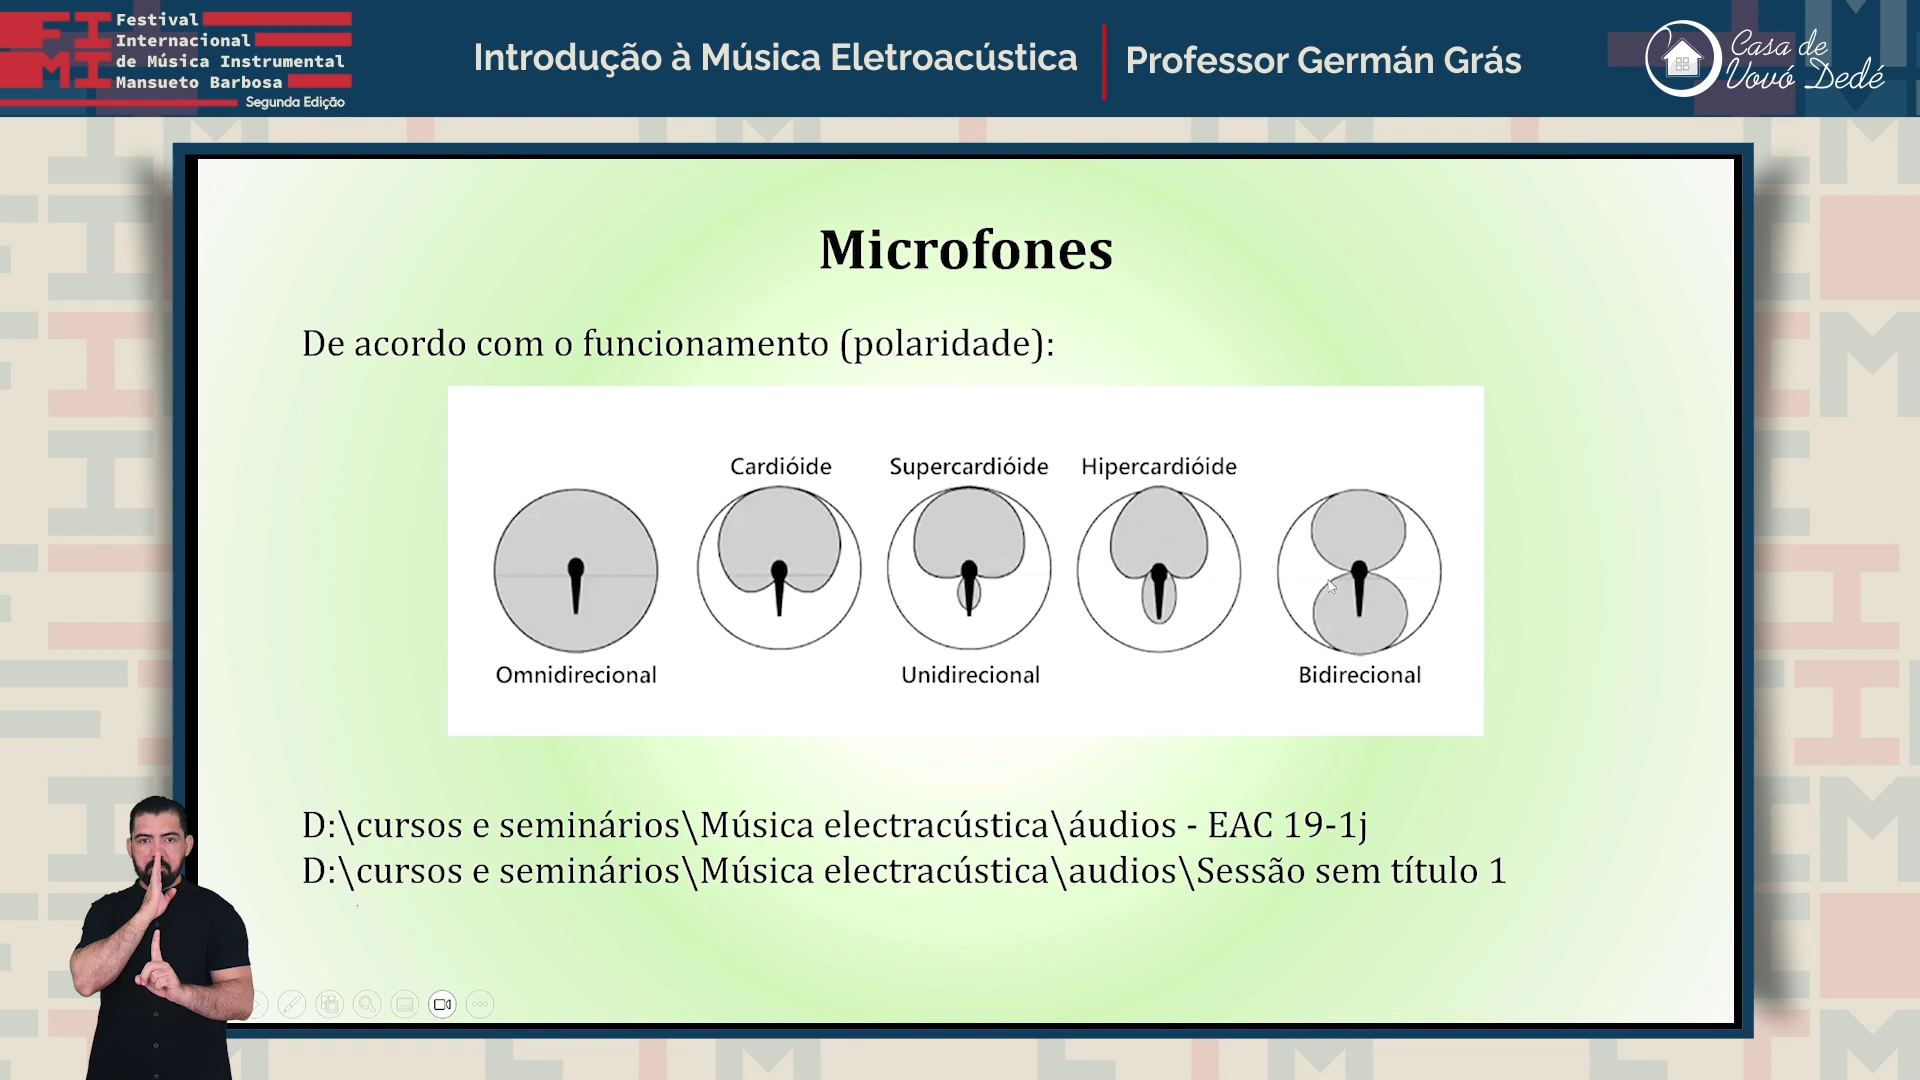 Festival
Internacional
de Música Instrumental
Mansueto Barbosa
Segunda Edição
FIMI
Introdução à Música Eletroacústica
Professor Germán Grás
Casa de
Vovó Dedé
Microfones
De acordo com o funcionamento (polaridade):
Cardióide Supercardióide Hipercardióide
Omnidirecional Unidirecional Bidirecional
D:\cursos e seminários\Música electracústica\áudios - EAC 19-1j
D:\cursos e seminários\Música electracústica\audios\Sessão sem título 1